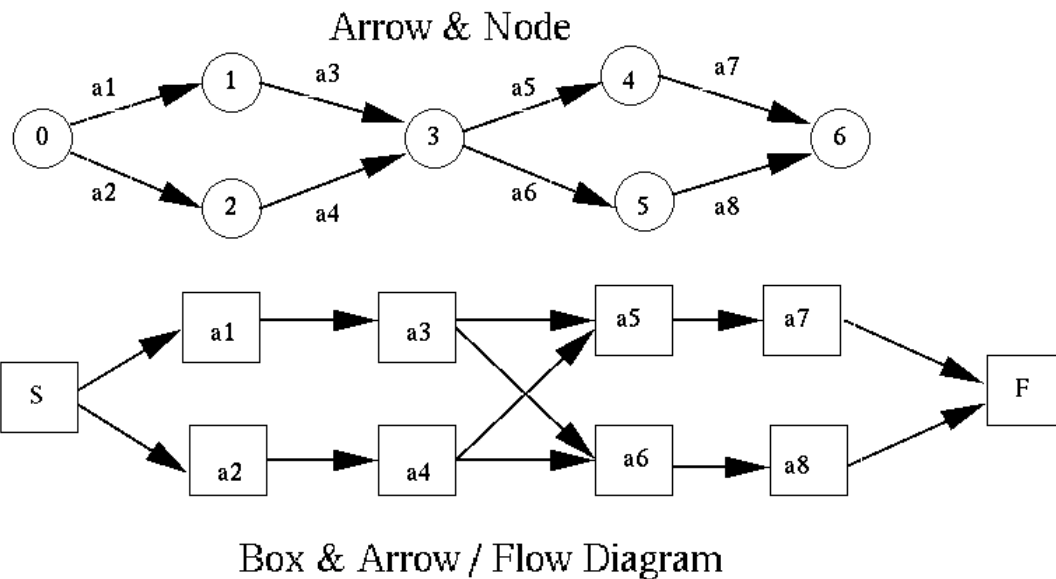 Arrow & Node
a1
1
a3
a5
4
a7
0
3
6
a2
2
a4
a6
5
a8
a1
a3
a5
a7
S
F
a2
a4
a6
a8
Box & Arrow / Flow Diagram